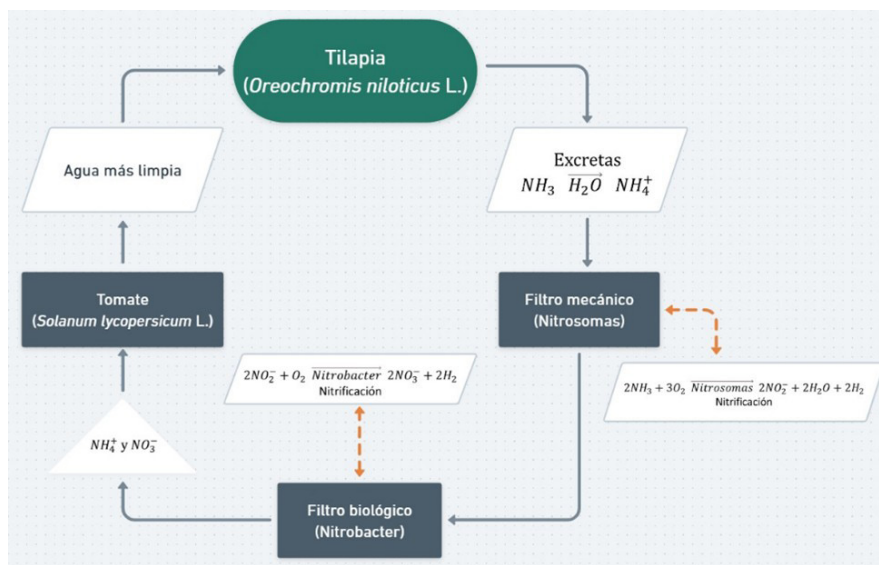 Tilapia
(Oreochromis niloticus L.)
Excretas
NH₃ →H₂O NH₄⁺
Filtro mecánico
(Nitrosomas)
2NH₃ + 3O₂ →Nitrosomas 2NO₂⁻ + 2H₂O + 2H₂
Nitrificación
Filtro biológico
(Nitrobacter)
2NO₂⁻ + O₂ →Nitrobacter 2NO₃⁻ + 2H₂
Nitrificación
NH₄⁺ y NO₃⁻
Tomate
(Solanum lycopersicum L.)
Agua más limpia